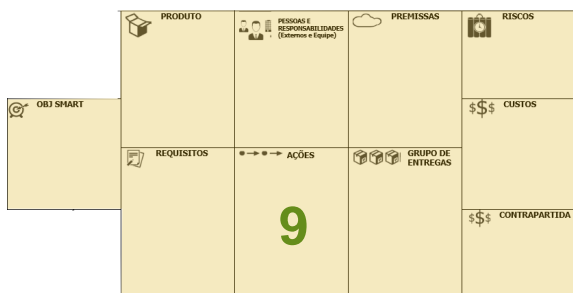 PRODUTO
PESSOAS E
RESPONSABILIDADES
(Externos e Equipe)
PREMISSAS
RISCOS
OBJ SMART
$$$ CUSTOS
REQUISITOS
AÇÕES
GRUPO DE
ENTREGAS
9
$$$ CONTRAPARTIDA